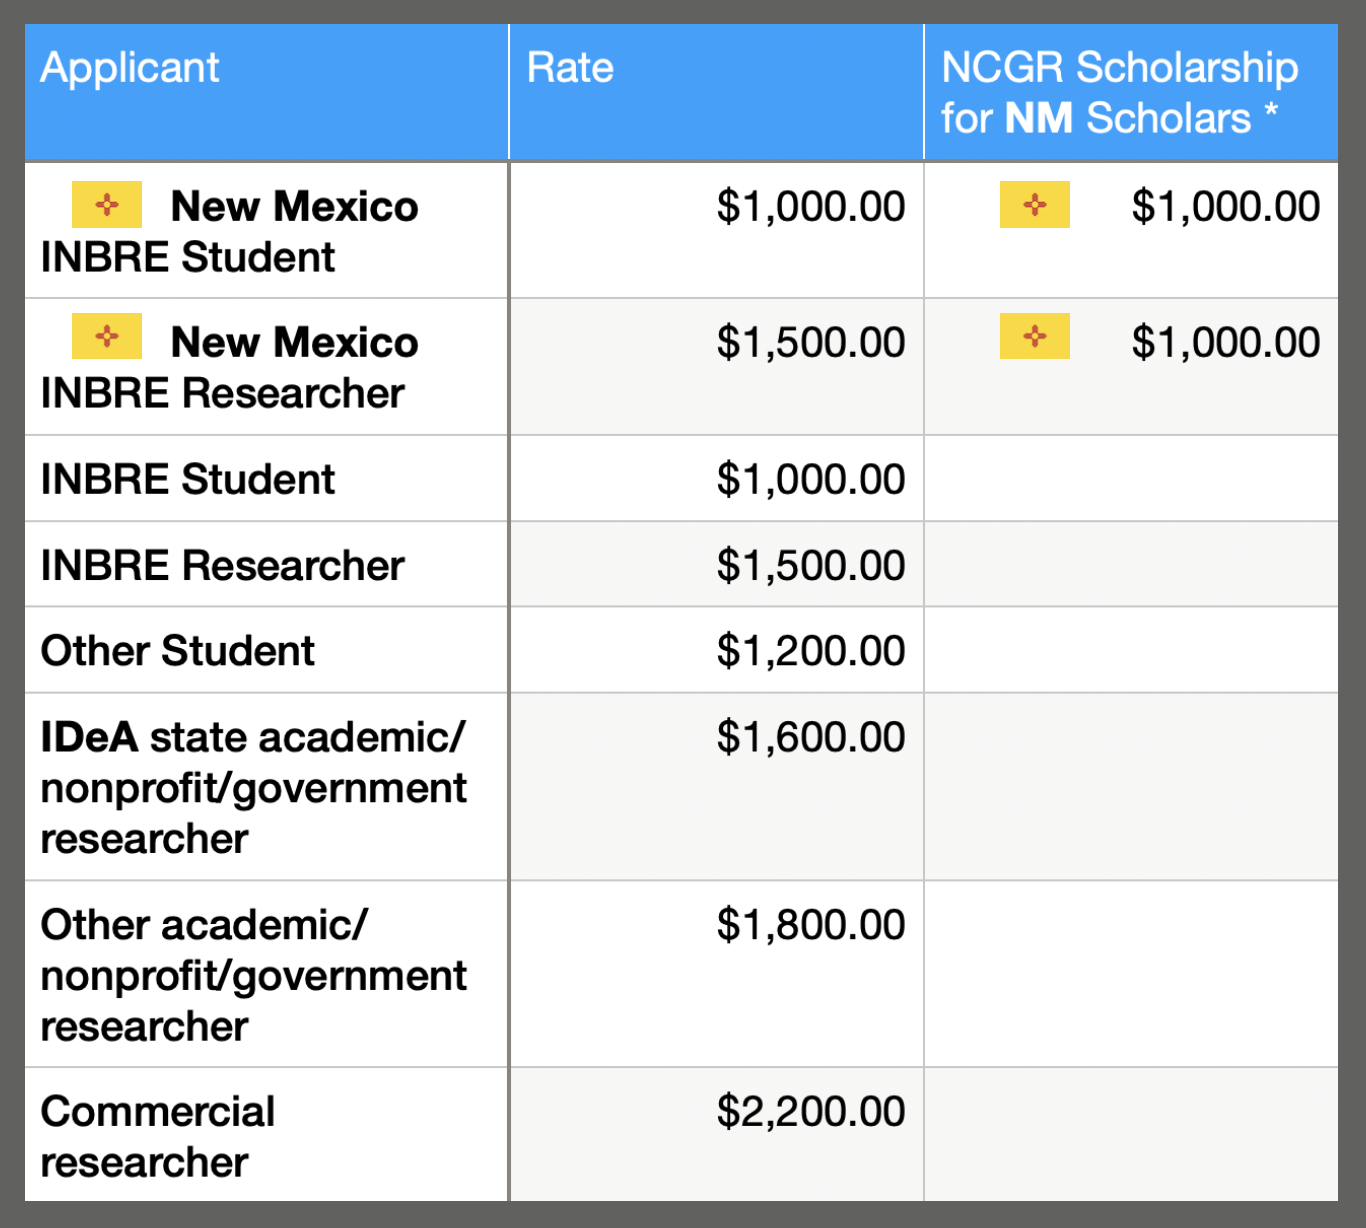 Applicant
Rate
NCGR Scholarship
for NM Scholars *
New Mexico
INBRE Student
$1,000.00
$1,000.00
New Mexico
INBRE Researcher
$1,500.00
$1,000.00
INBRE Student
$1,000.00
INBRE Researcher
$1,500.00
Other Student
$1,200.00
IDeA state academic/
nonprofit/government
researcher
$1,600.00
Other academic/
nonprofit/government
researcher
$1,800.00
Commercial
researcher
$2,200.00